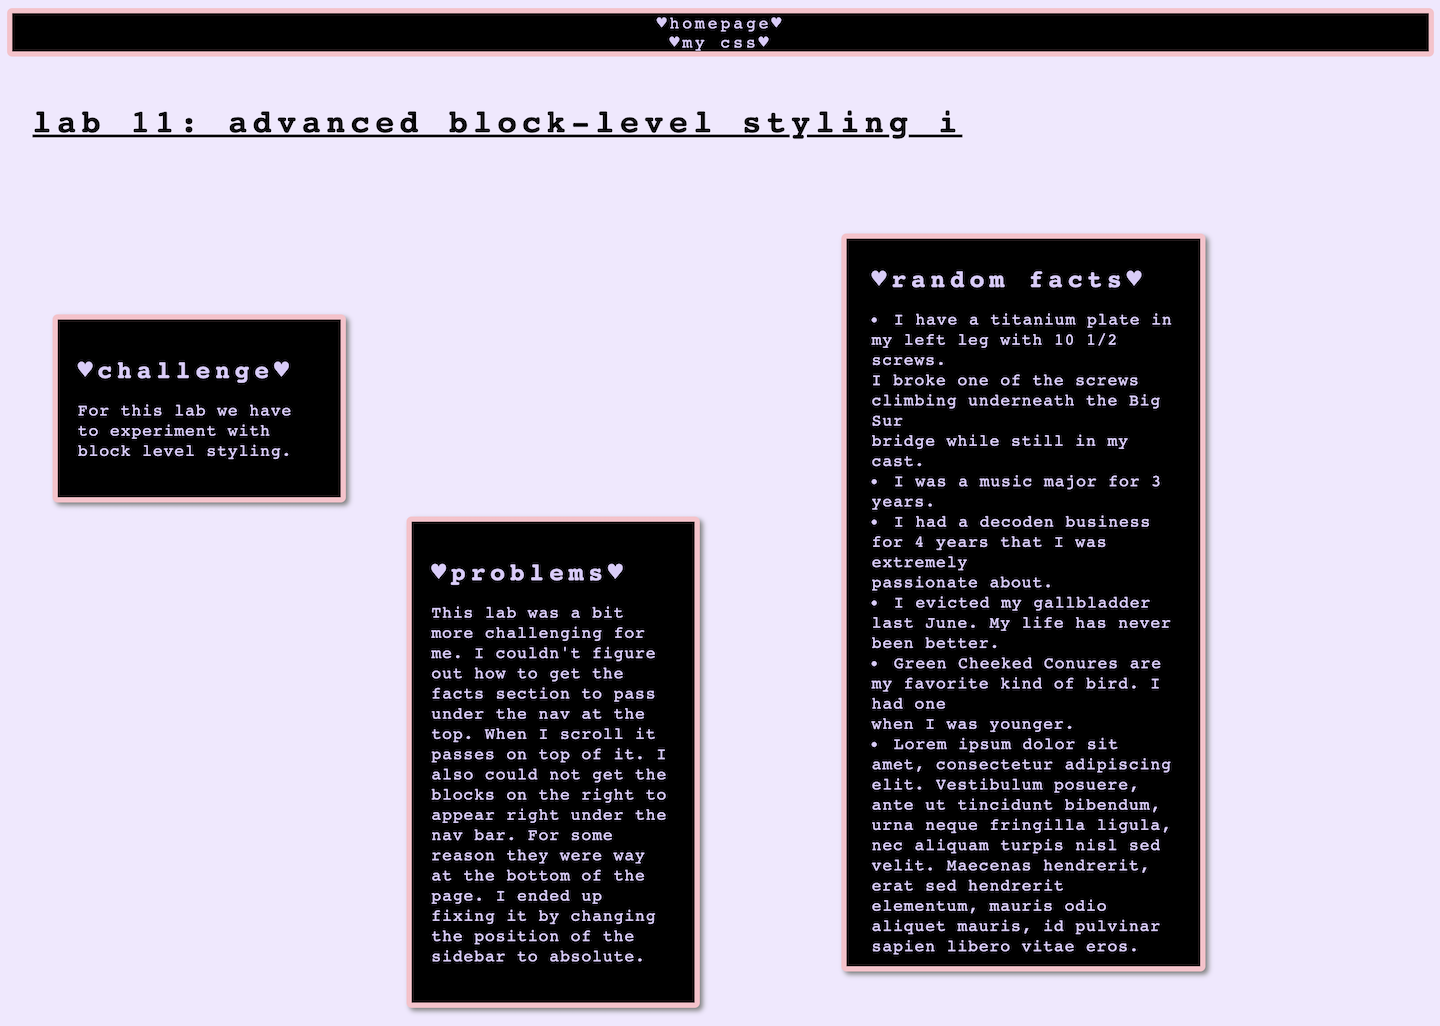 ♥homepage♥
♥my css♥
lab 11: advanced block-level styling i
♥challenge♥
For this lab we have
to experiment with
block level styling.
♥problems♥
This lab was a bit
more challenging for
me. I couldn't figure
out how to get the
facts section to pass
under the nav at the
top. When I scroll it
passes on top of it. I
also could not get the
blocks on the right to
appear right under the
nav bar. For some
reason they were way
at the bottom of the
page. I ended up
fixing it by changing
the position of the
sidebar to absolute.
♥random facts♥
• I have a titanium plate in
my left leg with 10 1/2
screws.
I broke one of the screws
climbing underneath the Big
Sur
bridge while still in my
cast.
• I was a music major for 3
years.
• I had a decoden business
for 4 years that I was
extremely
passionate about.
• I evicted my gallbladder
last June. My life has never
been better.
• Green Cheeked Conures are
my favorite kind of bird. I
had one
when I was younger.
• Lorem ipsum dolor sit
amet, consectetur adipiscing
elit. Vestibulum posuere,
ante ut tincidunt bibendum,
urna neque fringilla ligula,
nec aliquam turpis nisl sed
velit. Maecenas hendrerit,
erat sed hendrerit
elementum, mauris odio
aliquet mauris, id pulvinar
sapien libero vitae eros.